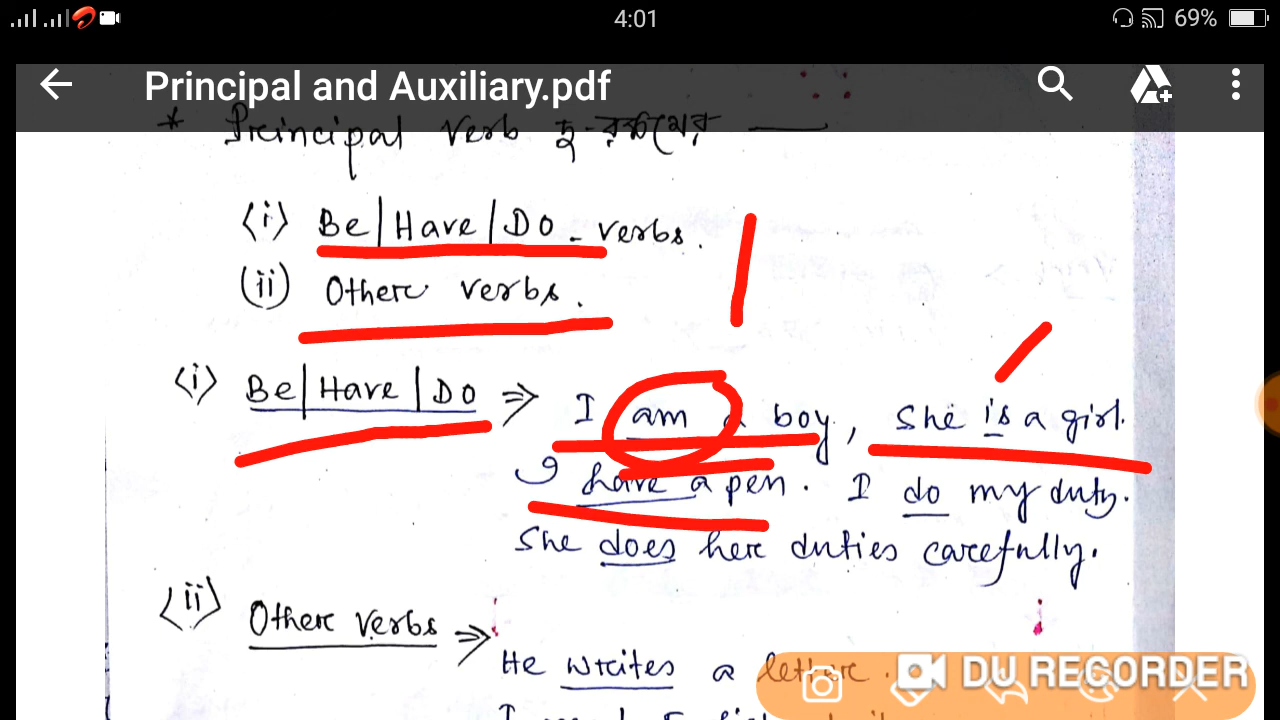 4:01
69%
Principal and Auxiliary.pdf
* Principal Verb দু-রকমের —
(i) Be|Have|Do - verbs.
(ii) Other verbs.
(i) Be|Have|Do ⇒ I am a boy, She is a girl.
I have a pen. I do my duty.
She does her duties carefully.
(ii) Other Verbs ⇒
He writes a letter.
DU RECORDER